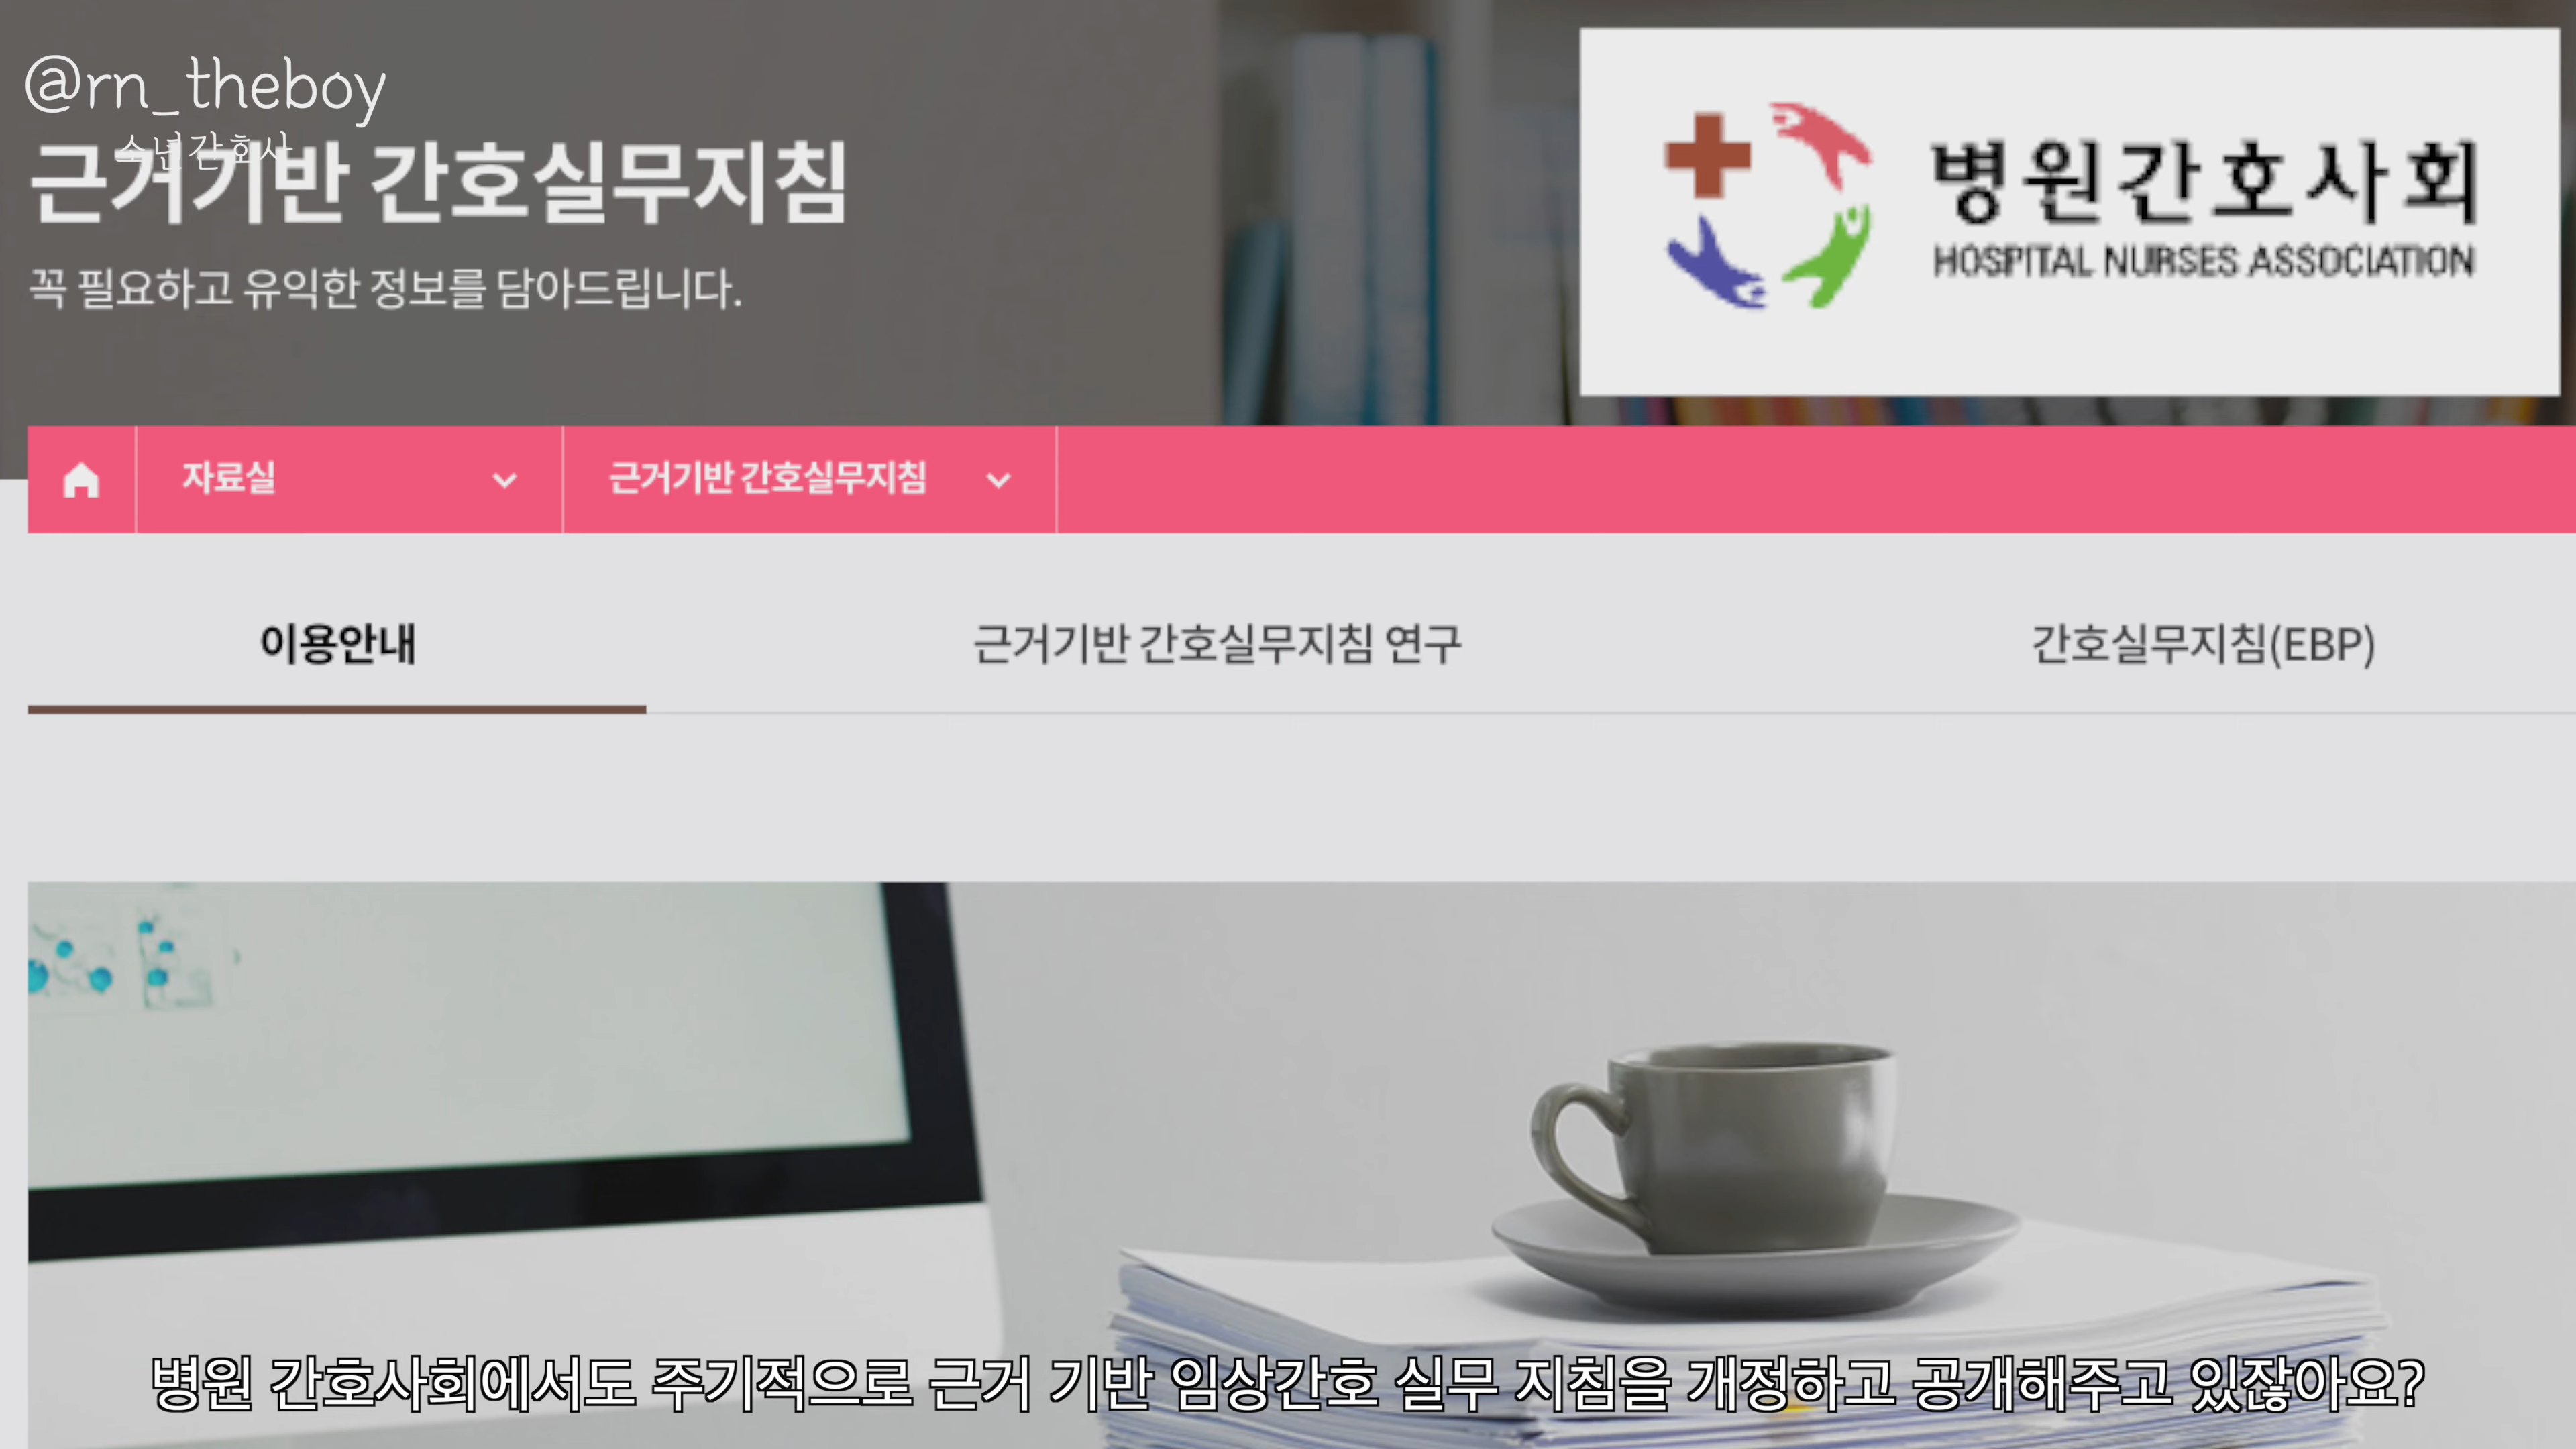 @rn_theboy
소년간호사
근거기반 간호실무지침
꼭 필요하고 유익한 정보를 담아드립니다.
병원간호사회
HOSPITAL NURSES ASSOCIATION
자료실
근거기반 간호실무지침
이용안내
근거기반 간호실무지침 연구
간호실무지침(EBP)
병원 간호사회에서도 주기적으로 근거 기반 임상간호 실무 지침을 개정하고 공개해주고 있잖아요?